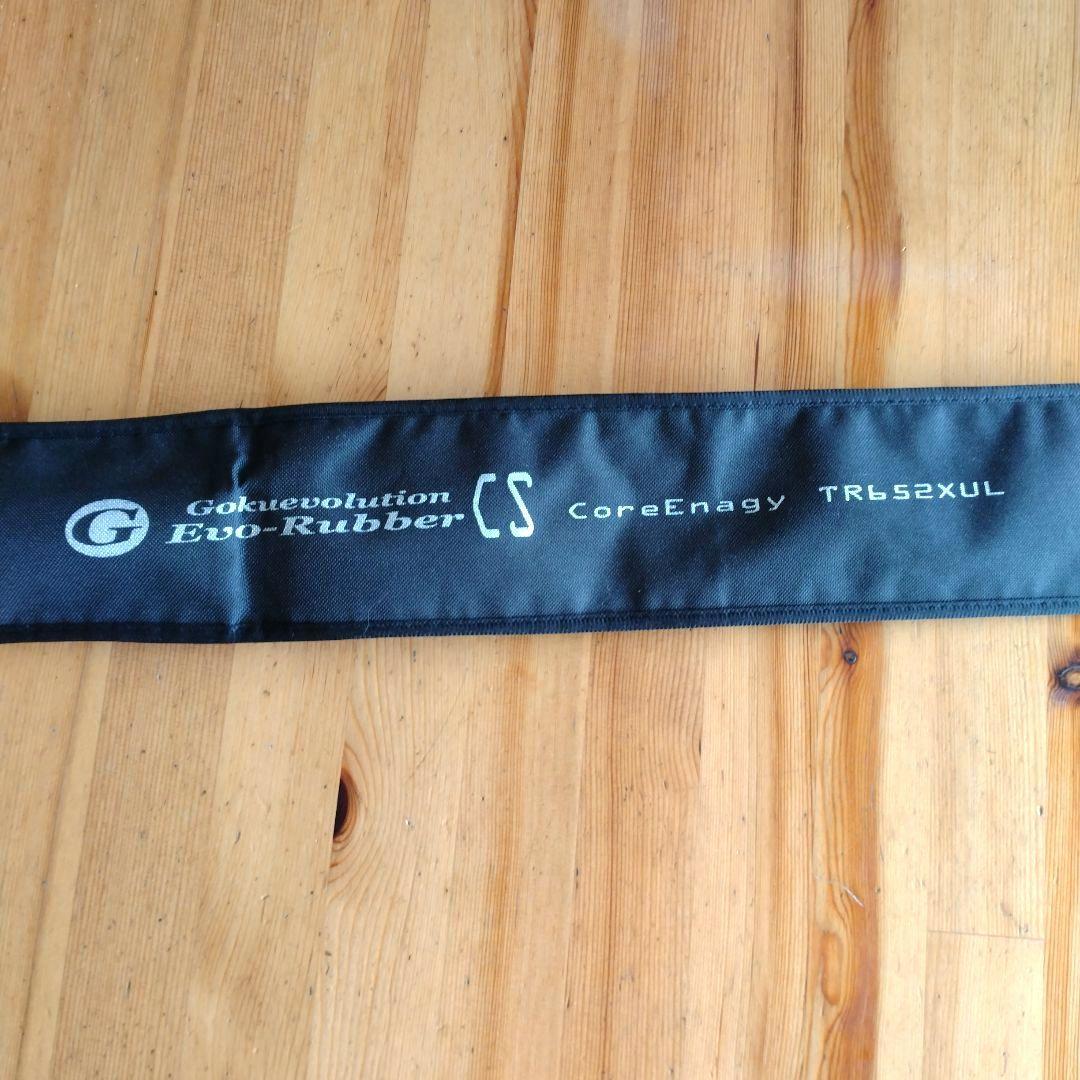 G
Gokuevolution
Evo-Rubber CS CoreEnagy TR652XUL